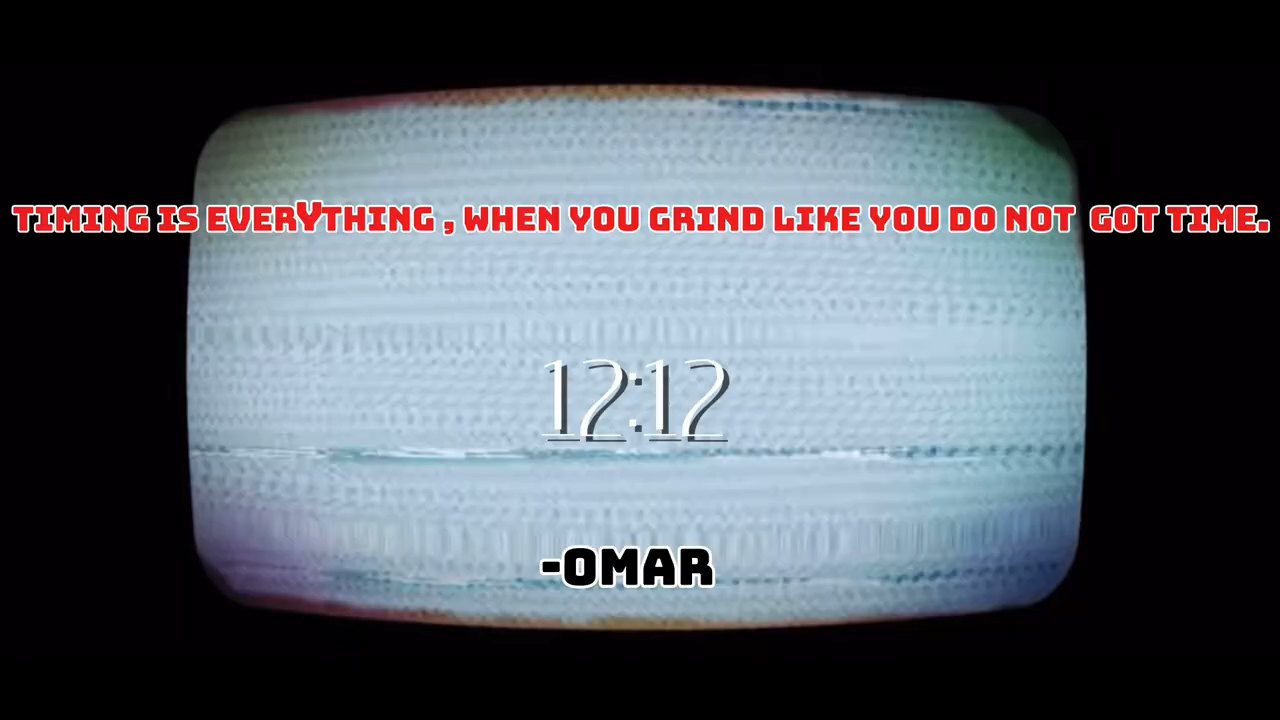 TIMING IS EVERYTHING , WHEN YOU GRIND LIKE YOU DO NOT GOT TIME.
12:12
-OMAR